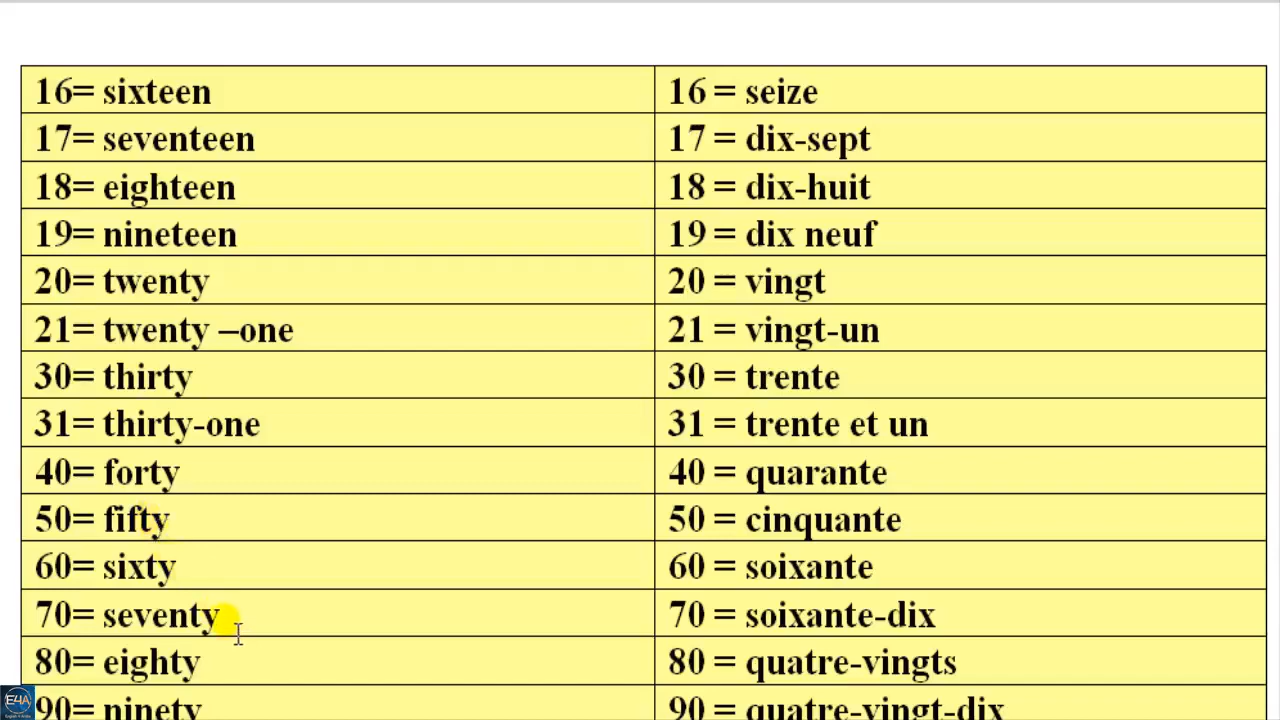 16= sixteen 16 = seize
17= seventeen 17 = dix-sept
18= eighteen 18 = dix-huit
19= nineteen 19 = dix neuf
20= twenty 20 = vingt
21= twenty –one 21 = vingt-un
30= thirty 30 = trente
31= thirty-one 31 = trente et un
40= forty 40 = quarante
50= fifty 50 = cinquante
60= sixty 60 = soixante
70= seventy 70 = soixante-dix
80= eighty 80 = quatre-vingts
90= ninety 90 = quatre-vingt-dix
E4A